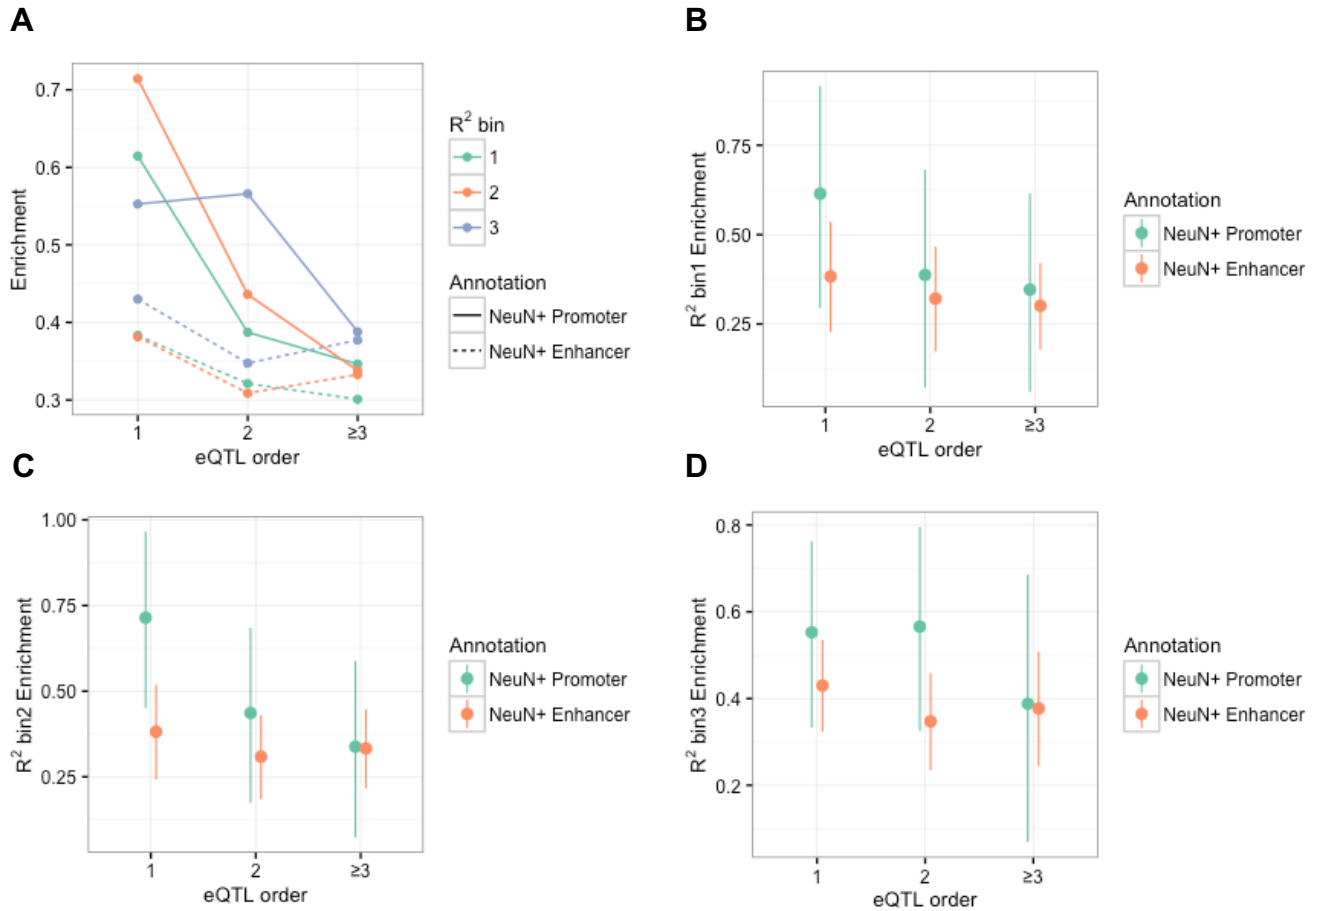 A
Enrichment
0.7
0.6
0.5
0.4
0.3
1
2
≥3
eQTL order
R² bin
1
2
3
Annotation
NeuN+ Promoter
NeuN+ Enhancer
B
R² bin1 Enrichment
0.75
0.50
0.25
1
2
≥3
eQTL order
Annotation
NeuN+ Promoter
NeuN+ Enhancer
C
R² bin2 Enrichment
1.00
0.75
0.50
0.25
1
2
≥3
eQTL order
Annotation
NeuN+ Promoter
NeuN+ Enhancer
D
R² bin3 Enrichment
0.8
0.6
0.4
0.2
1
2
≥3
eQTL order
Annotation
NeuN+ Promoter
NeuN+ Enhancer